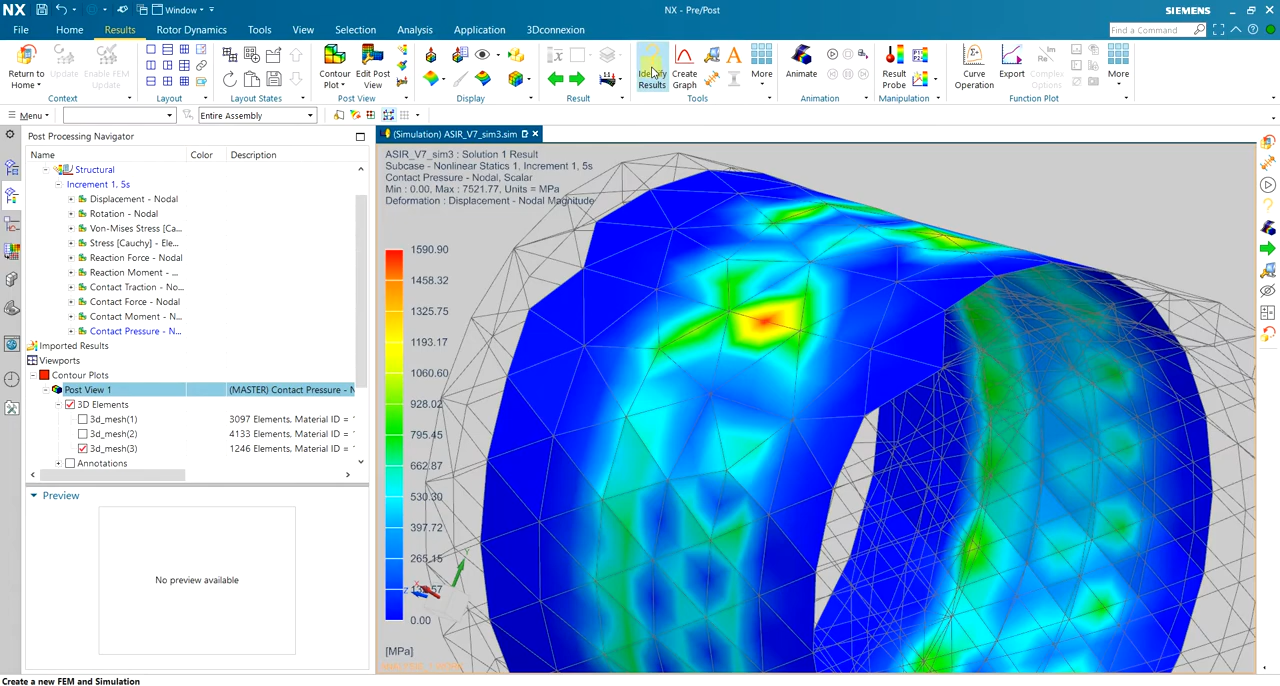 NX Window NX - Pre/Post SIEMENS
File Home Results Rotor Dynamics Tools View Selection Analysis Application 3Dconnexion Find a Command
Return to Home Update Enable FEM Update Contour Plot Edit Post View Identify Results Create Graph More Animate Result Probe Curve Operation Export Complex Options More
Context Layout Layout States Post View Display Result Tools Animation Manipulation Function Plot
Menu Entire Assembly
Post Processing Navigator
(Simulation) ASIR_V7_sim3.sim
Name Color Description
Structural
Increment 1, 5s
Displacement - Nodal
Rotation - Nodal
Von-Mises Stress [Ca...
Stress [Cauchy] - Ele...
Reaction Force - Nodal
Reaction Moment - ...
Contact Traction - No...
Contact Force - Nodal
Contact Moment - N...
Contact Pressure - N...
Imported Results
Viewports
Contour Plots
Post View 1 (MASTER) Contact Pressure - N
3D Elements
3d_mesh(1) 3097 Elements, Material ID =
3d_mesh(2) 4133 Elements, Material ID =
3d_mesh(3) 1246 Elements, Material ID =
Annotations
Preview
No preview available
ASIR_V7_sim3 : Solution 1 Result
Subcase - Nonlinear Statics 1, Increment 1, 5s
Contact Pressure - Nodal, Scalar
Min : 0.00, Max : 7521.77, Units = MPa
Deformation : Displacement - Nodal Magnitude
1590.90
1458.32
1325.75
1193.17
1060.60
928.02
795.45
662.87
530.30
397.72
265.15
0.00
[MPa]
Create a new FEM and Simulation